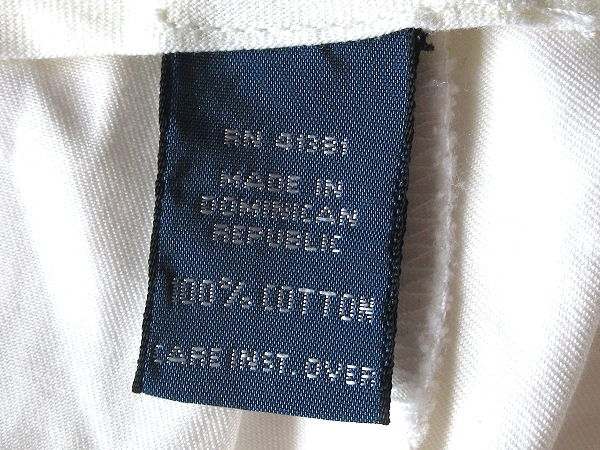 RN 41381
MADE IN
DOMINICAN
REPUBLIC
100% COTTON
CARE INST. OVER